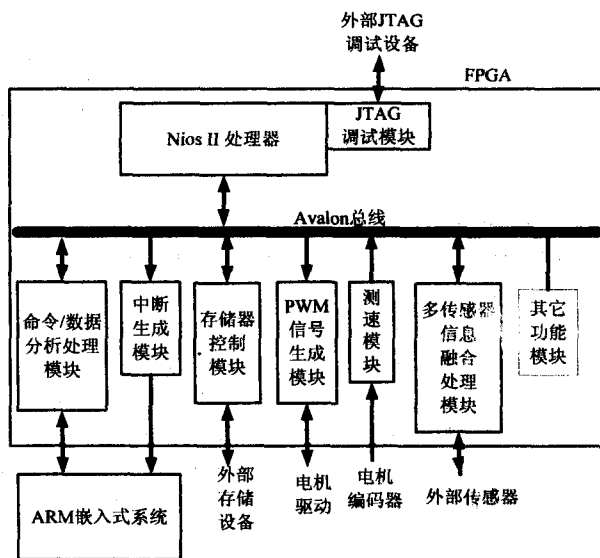 外部JTAG
调试设备
FPGA
JTAG
调试模块
Nios II 处理器
Avalon总线
命令/数据
分析处理
模块
中断
生成
模块
存储器
控制
模块
PWM
信号
生成
模块
测
速
模
块
多传感器
信息
融合
处理
模块
其它
功能
模块
ARM嵌入式系统
外部
存储
设备
电机
驱动
电机
编码器
外部传感器